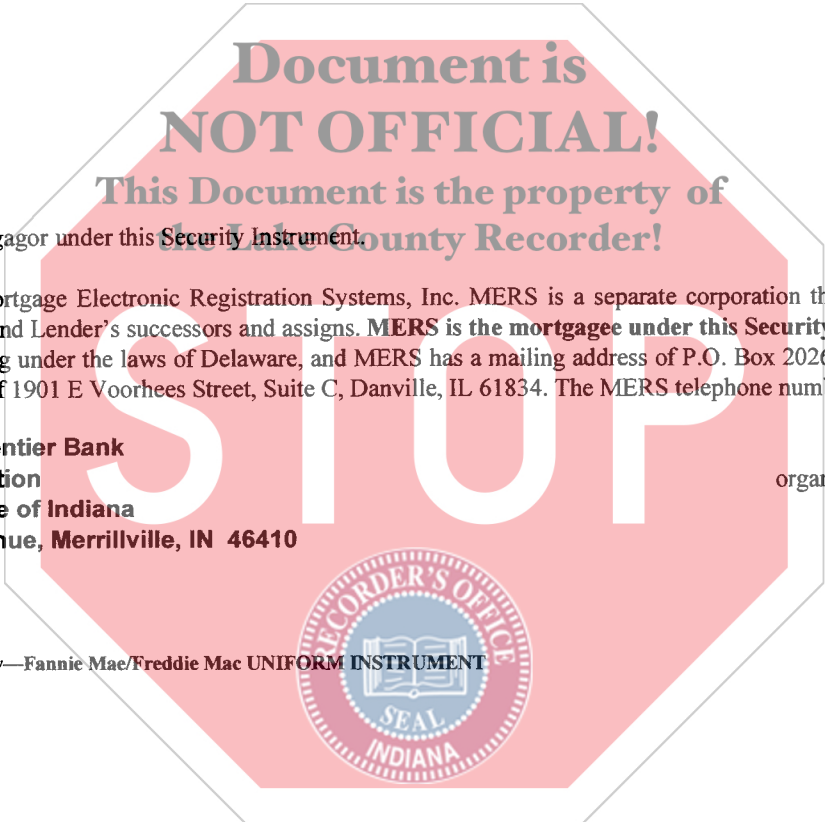 Document is
NOT OFFICIAL!
This Document is the property of
the Lake County Recorder!
gagor under this Security Instrument.
ortgage Electronic Registration Systems, Inc. MERS is a separate corporation th
nd Lender's successors and assigns. MERS is the mortgagee under this Security
g under the laws of Delaware, and MERS has a mailing address of P.O. Box 2026
f 1901 E Voorhees Street, Suite C, Danville, IL 61834. The MERS telephone num
STOP
entier Bank
tion organ
e of Indiana
nue, Merrillville, IN 46410
RECORDER'S OFFICE
y—Fannie Mae/Freddie Mac UNIFORM INSTRUMENT
SEAL
INDIANA